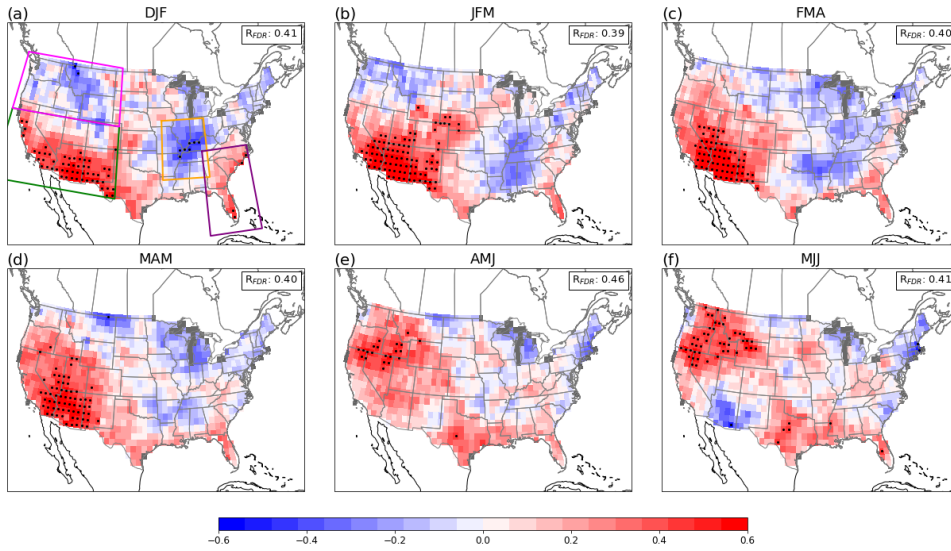 (a) DJF
R_FDR: 0.41
(b) JFM
R_FDR: 0.39
(c) FMA
R_FDR: 0.40
(d) MAM
R_FDR: 0.40
(e) AMJ
R_FDR: 0.46
(f) MJJ
R_FDR: 0.41
−0.6 −0.4 −0.2 0.0 0.2 0.4 0.6